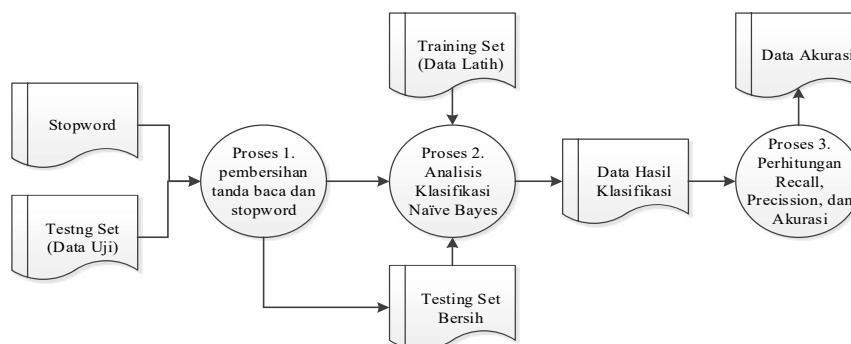 Stopword
Testng Set
(Data Uji)
Proses 1.
pembersihan
tanda baca dan
stopword
Training Set
(Data Latih)
Proses 2.
Analisis
Klasifikasi
Naïve Bayes
Testing Set
Bersih
Data Hasil
Klasifikasi
Data Akurasi
Proses 3.
Perhitungan
Recall,
Precission, dan
Akurasi